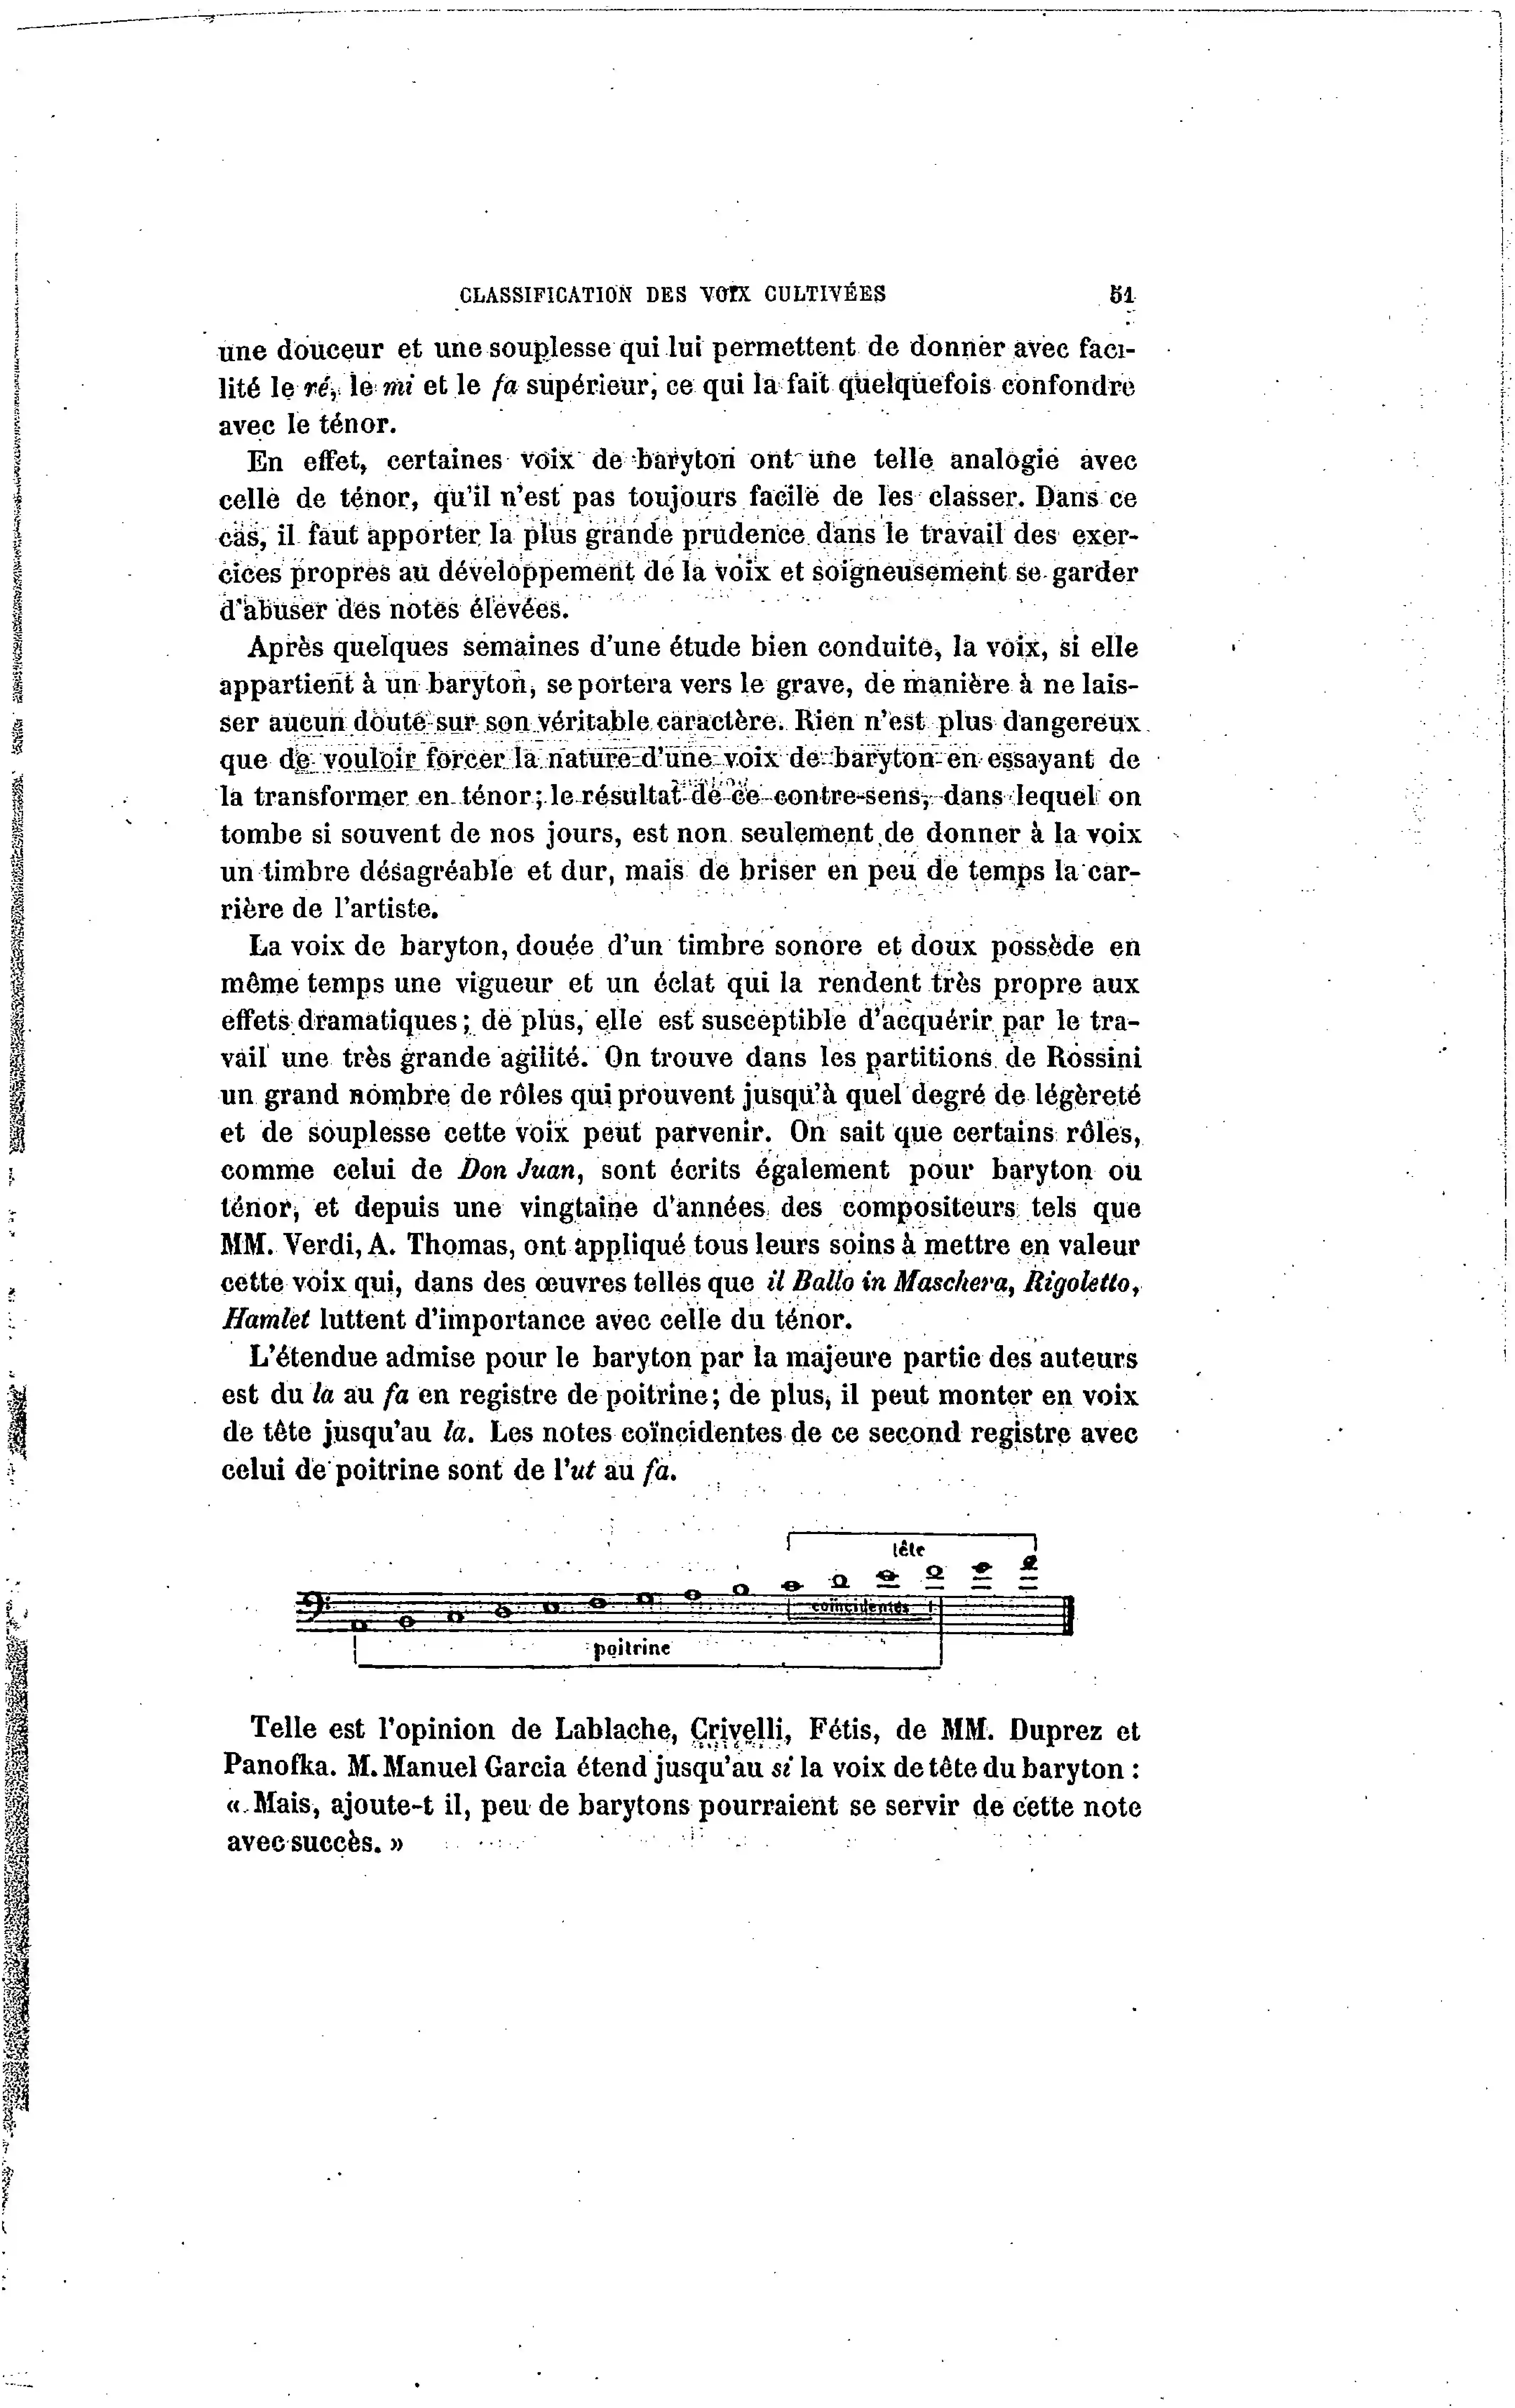 CLASSIFICATION DES VOIX CULTIVÉES 51
une douceur et une souplesse qui lui permettent de donner avec faci-
lité le ré, le mi et le fa supérieur, ce qui la fait quelquefois confondre
avec le ténor.
En effet, certaines voix de baryton ont une telle analogie avec
celle de ténor, qu'il n'est pas toujours facile de les classer. Dans ce
cas, il faut apporter la plus grande prudence dans le travail des exer-
cices propres au développement de la voix et soigneusement se garder
d'abuser des notes élevées.
Après quelques semaines d'une étude bien conduite, la voix, si elle
appartient à un baryton, se portera vers le grave, de manière à ne lais-
ser aucun doute sur son véritable caractère. Rien n'est plus dangereux
que de vouloir forcer la nature d'une voix de baryton en essayant de
la transformer en ténor; le résultat de ce contre-sens, dans lequel on
tombe si souvent de nos jours, est non seulement de donner à la voix
un timbre désagréable et dur, mais de briser en peu de temps la car-
rière de l'artiste.
La voix de baryton, douée d'un timbre sonore et doux possède en
même temps une vigueur et un éclat qui la rendent très propre aux
effets dramatiques; de plus, elle est susceptible d'acquérir par le tra-
vail une très grande agilité. On trouve dans les partitions de Rossini
un grand nombre de rôles qui prouvent jusqu'à quel degré de légèreté
et de souplesse cette voix peut parvenir. On sait que certains rôles,
comme celui de Don Juan, sont écrits également pour baryton ou
ténor, et depuis une vingtaine d'années des compositeurs tels que
MM. Verdi, A. Thomas, ont appliqué tous leurs soins à mettre en valeur
cette voix qui, dans des œuvres telles que il Ballo in Maschera, Rigoletto,
Hamlet luttent d'importance avec celle du ténor.
L'étendue admise pour le baryton par la majeure partie des auteurs
est du la au fa en registre de poitrine; de plus, il peut monter en voix
de tête jusqu'au la. Les notes coïncidentes de ce second registre avec
celui de poitrine sont de l'ut au fa.
tête
coïncidentes
poitrine
Telle est l'opinion de Lablache, Crivelli, Fétis, de MM. Duprez et
Panofka. M. Manuel Garcia étend jusqu'au si la voix de tête du baryton :
« Mais, ajoute-t il, peu de barytons pourraient se servir de cette note
avec succès. »